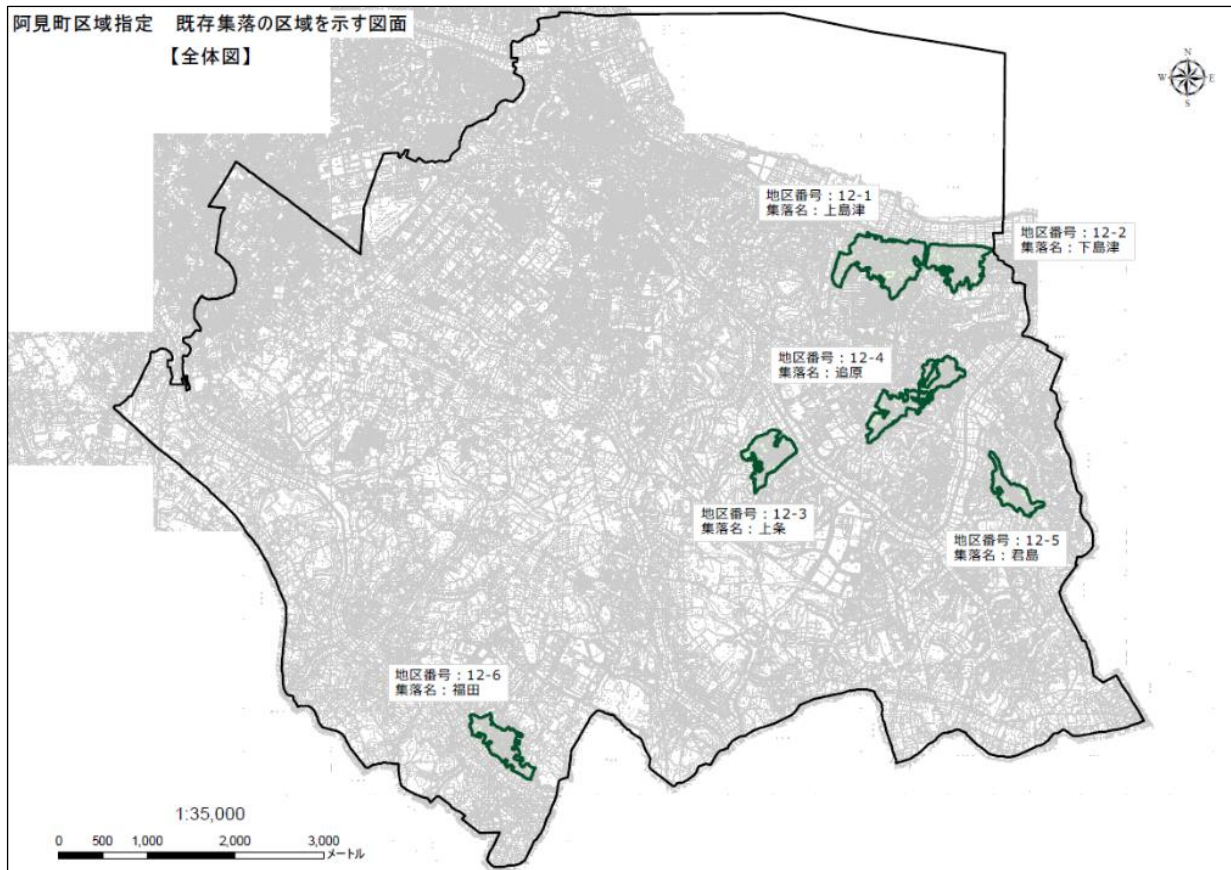 阿見町区域指定　既存集落の区域を示す図面
【全体図】
N
W E
S
地区番号：12-1
集落名：上島津
地区番号：12-2
集落名：下島津
地区番号：12-4
集落名：追原
地区番号：12-3
集落名：上条
地区番号：12-5
集落名：君島
地区番号：12-6
集落名：福田
1:35,000
0 500 1,000 2,000 3,000
メートル